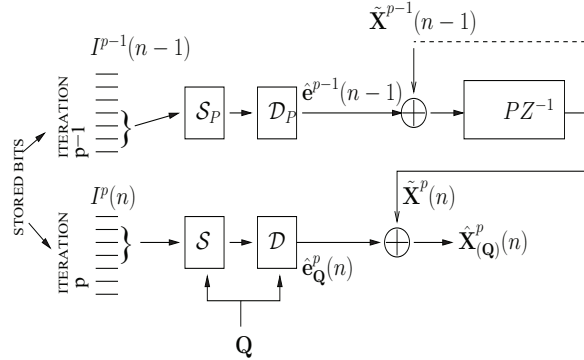 X̃^{p-1}(n−1)
I^{p-1}(n−1)
ê^{p-1}(n−1)
S_P
D_P
PZ^{-1}
ITERATION
p−1
STORED BITS
I^p(n)
X̃^p(n)
S
D
X̂^p_{(Q)}(n)
ê^p_Q(n)
ITERATION
p
Q